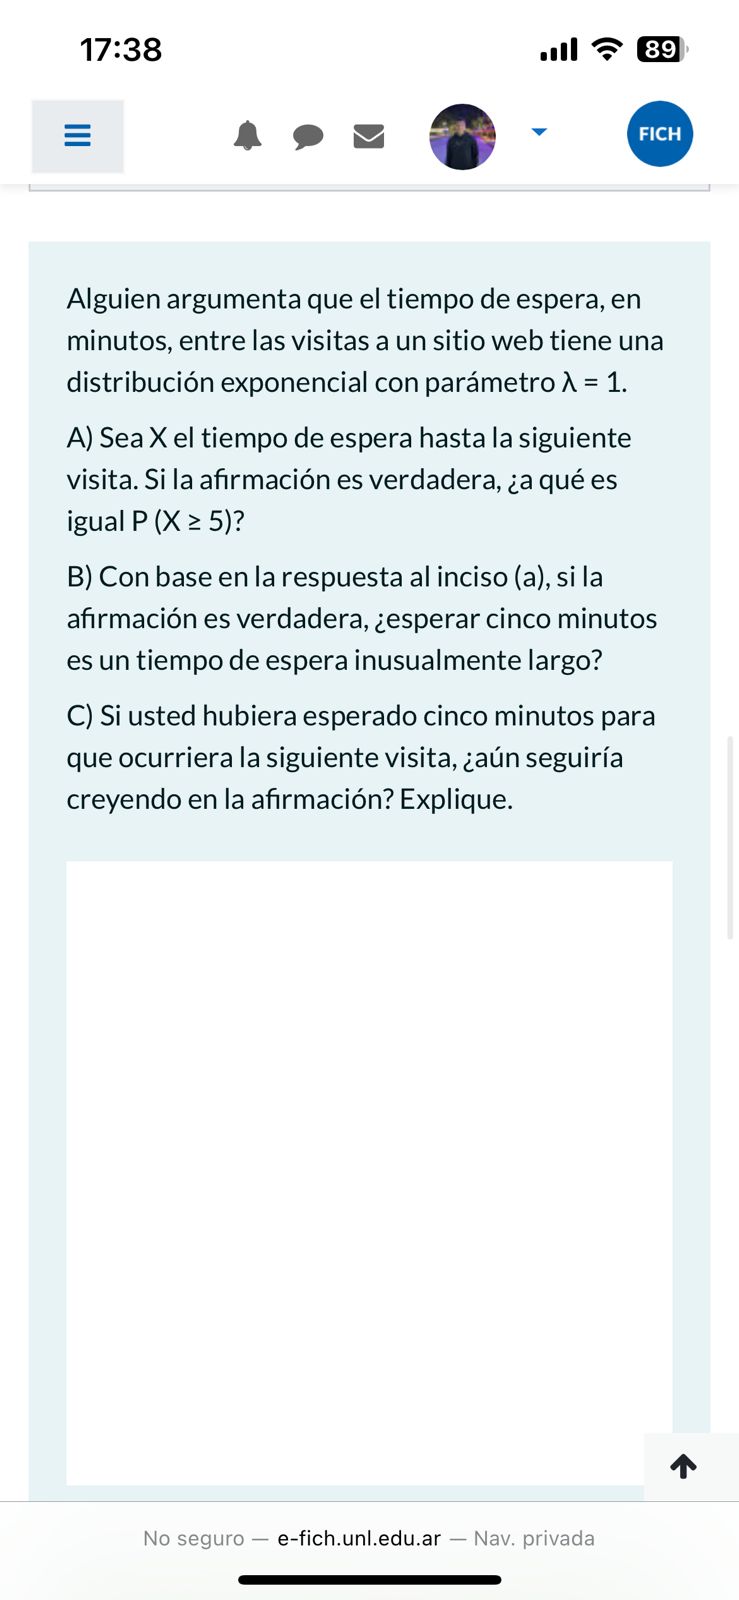 17:38
89
FICH
Alguien argumenta que el tiempo de espera, en
minutos, entre las visitas a un sitio web tiene una
distribución exponencial con parámetro λ = 1.
A) Sea X el tiempo de espera hasta la siguiente
visita. Si la afirmación es verdadera, ¿a qué es
igual P (X ≥ 5)?
B) Con base en la respuesta al inciso (a), si la
afirmación es verdadera, ¿esperar cinco minutos
es un tiempo de espera inusualmente largo?
C) Si usted hubiera esperado cinco minutos para
que ocurriera la siguiente visita, ¿aún seguiría
creyendo en la afirmación? Explique.
No seguro — e-fich.unl.edu.ar — Nav. privada